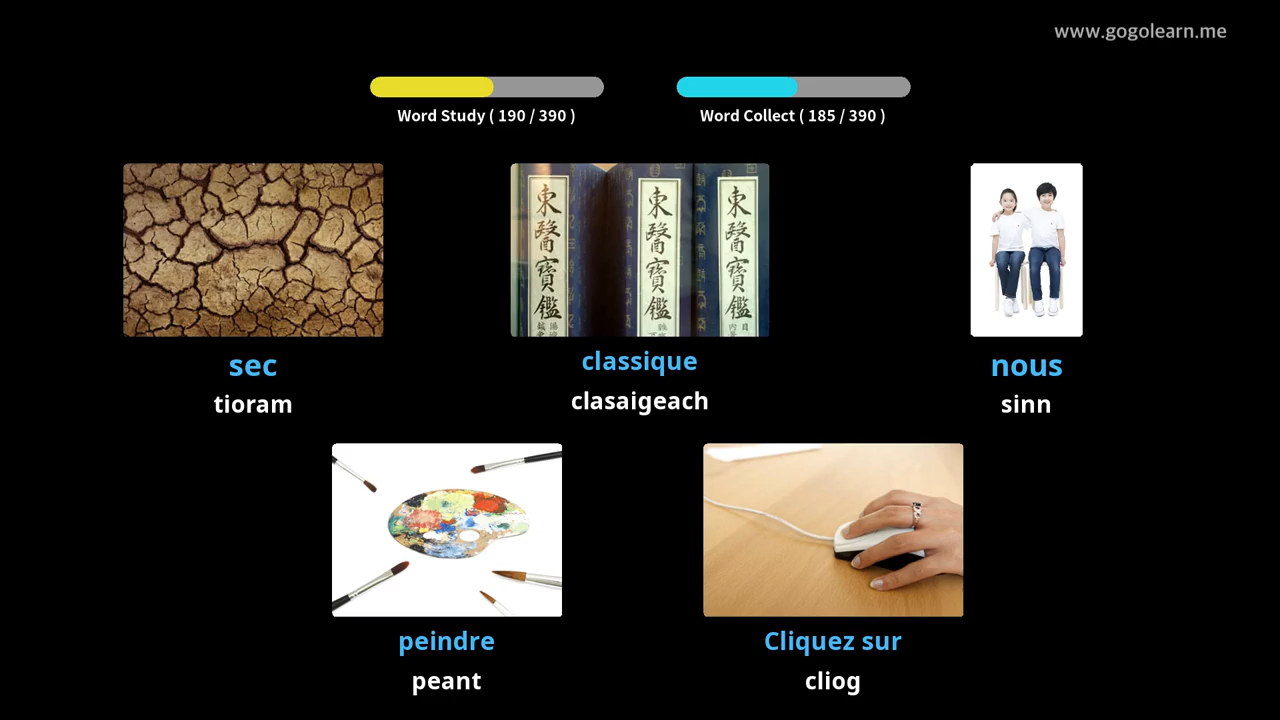 www.gogolearn.me
Word Study ( 190 / 390 )
Word Collect ( 185 / 390 )
東醫寶鑑
東醫寶鑑
東醫寶鑑
sec
classique
nous
tioram
clasaigeach
sinn
peindre
Cliquez sur
peant
cliog